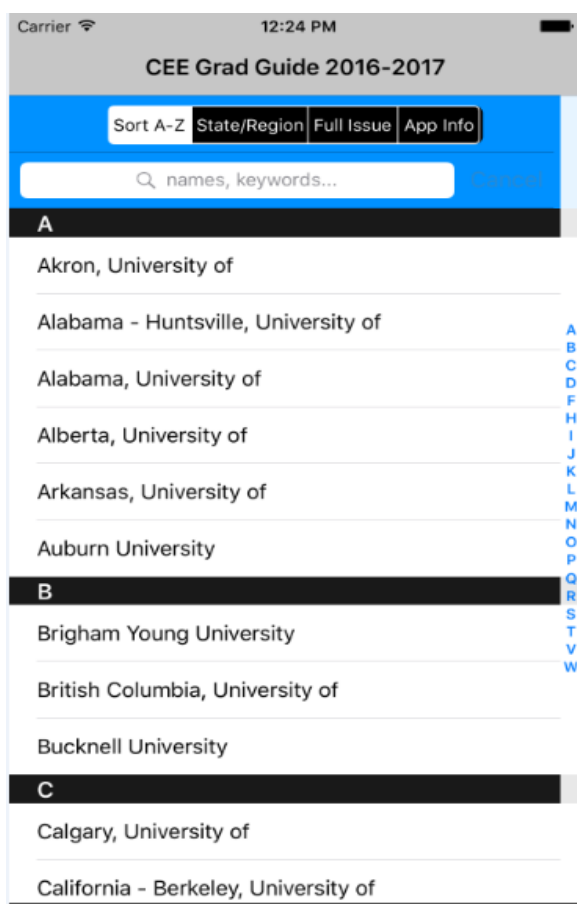 Carrier 12:24 PM
CEE Grad Guide 2016-2017
Sort A-Z State/Region Full Issue App Info
names, keywords... Cancel
A
Akron, University of
Alabama - Huntsville, University of
Alabama, University of
Alberta, University of
Arkansas, University of
Auburn University
B
Brigham Young University
British Columbia, University of
Bucknell University
C
Calgary, University of
California - Berkeley, University of
A
B
C
D
F
H
I
J
K
L
M
N
O
P
Q
R
S
T
V
W